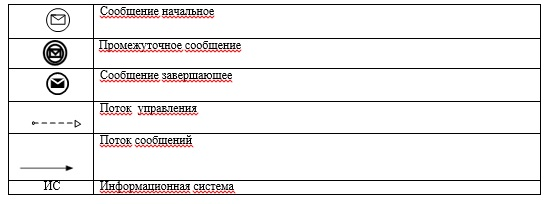 Сообщение начальное
Промежуточное сообщение
Сообщение завершающее
Поток управления
Поток сообщений
ИС Информационная система